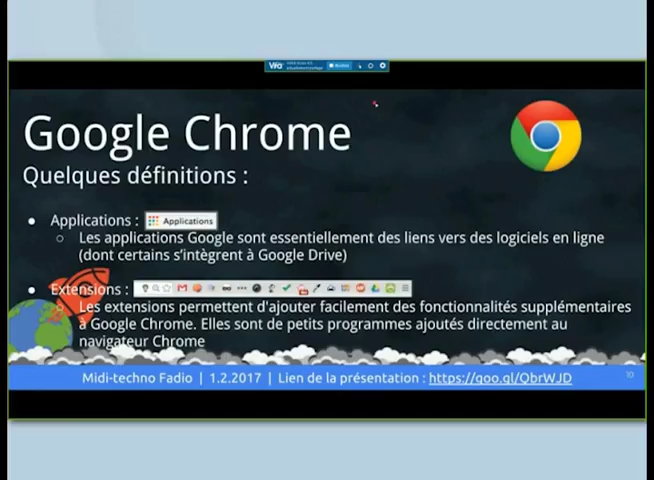 Via
Google Chrome
Quelques définitions :
● Applications : Applications
○ Les applications Google sont essentiellement des liens vers des logiciels en ligne
(dont certains s'intègrent à Google Drive)
● Extensions :
○ Les extensions permettent d'ajouter facilement des fonctionnalités supplémentaires
à Google Chrome. Elles sont de petits programmes ajoutés directement au
navigateur Chrome
Midi-techno Fadio | 1.2.2017 | Lien de la présentation : https://goo.gl/QbrWJD
10